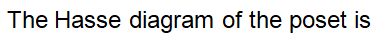 The Hasse diagram of the poset is